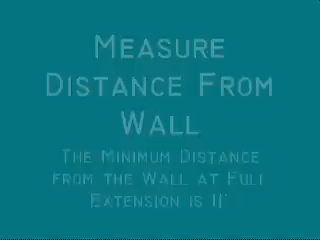 Measure
Distance From
Wall
The Minimum Distance
from the Wall at Full
Extension is 11"